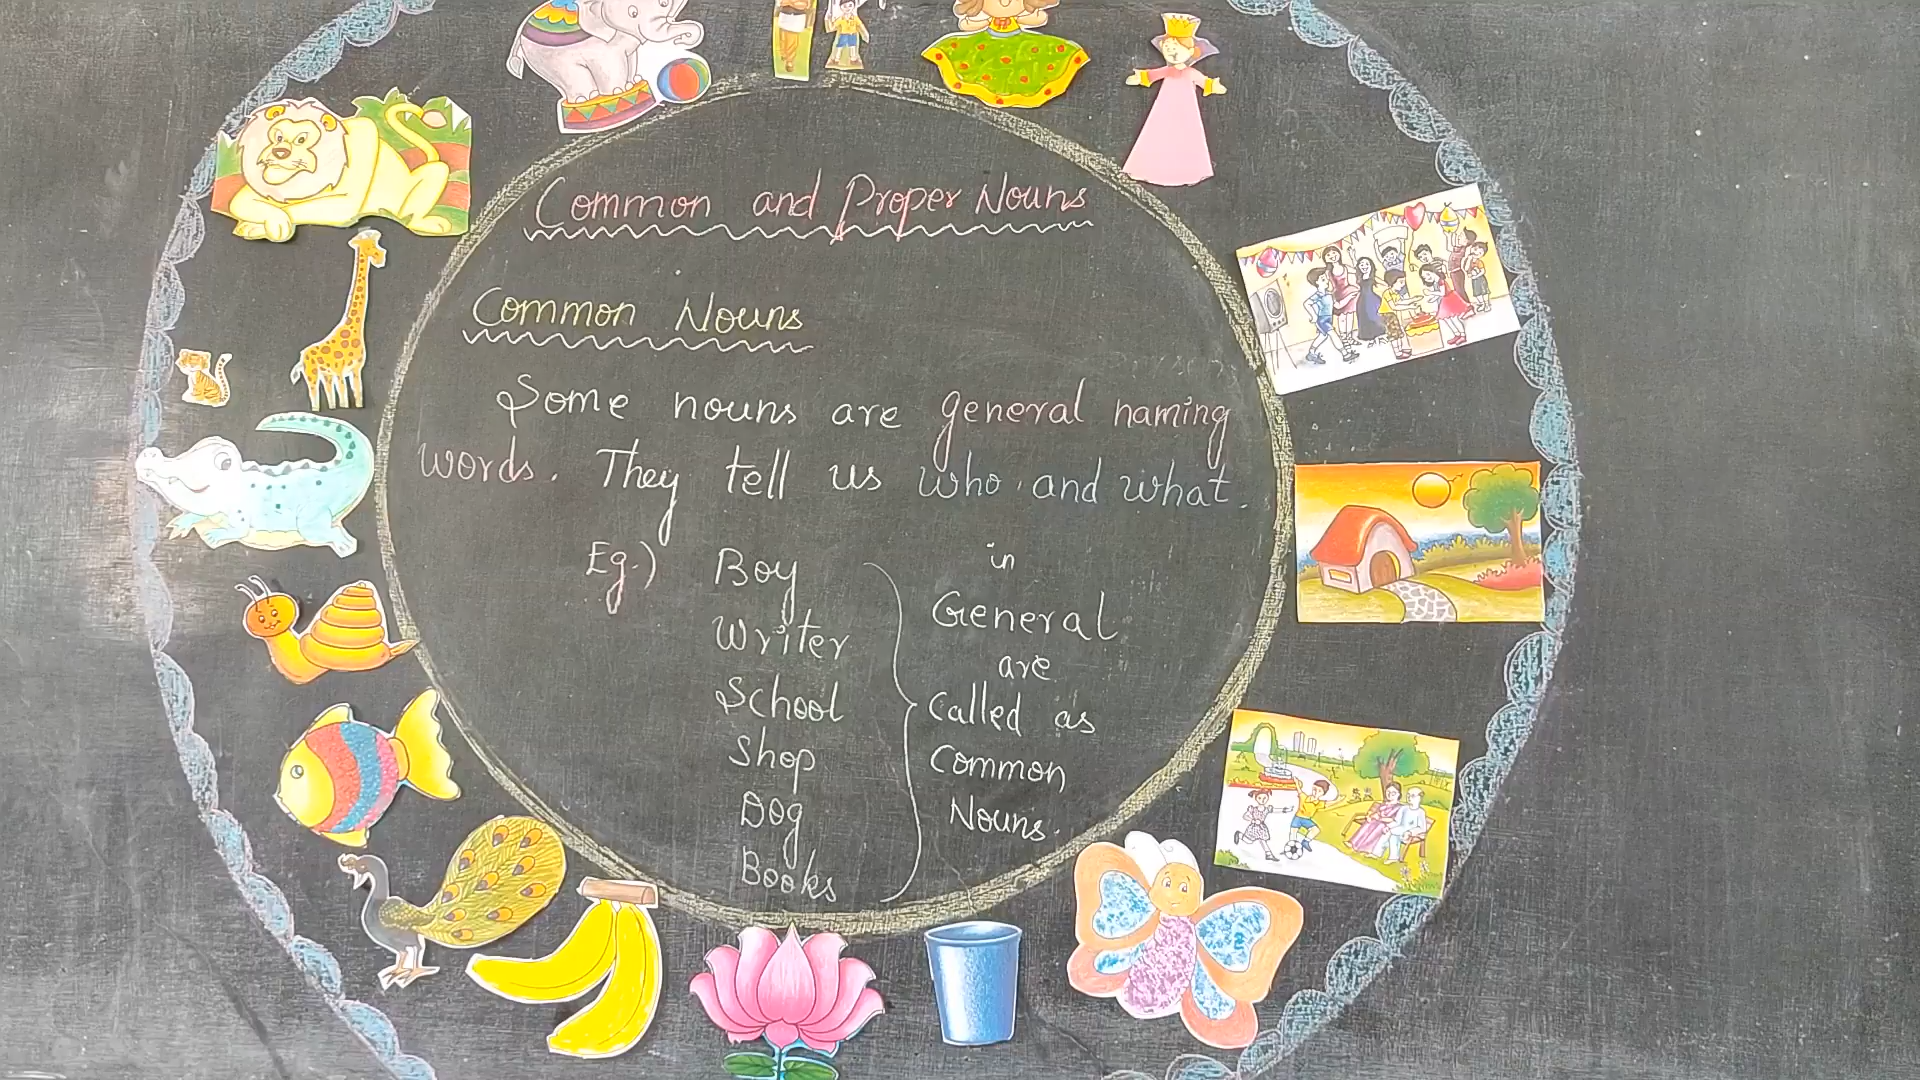 Common and Proper Nouns
Common Nouns
Some nouns are general naming
words. They tell us who and what.
Eg.) Boy
Writer
School
Shop
Dog
Books
in
General
are
Called as
Common
Nouns.